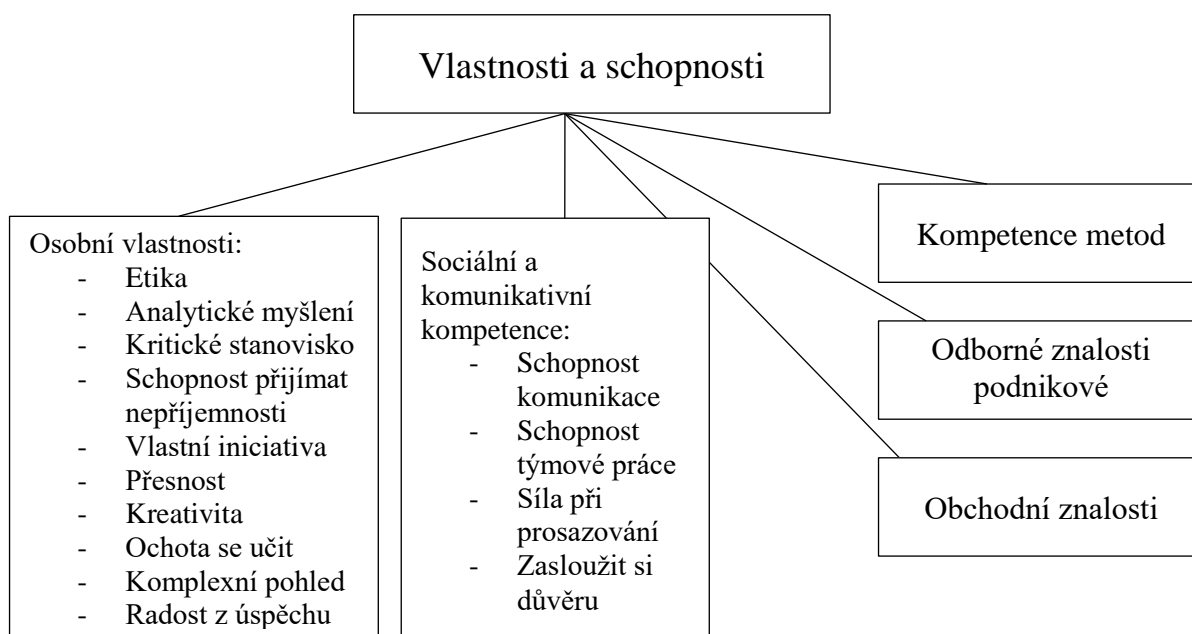 Vlastnosti a schopnosti
Osobní vlastnosti:
- Etika
- Analytické myšlení
- Kritické stanovisko
- Schopnost přijímat
nepříjemnosti
- Vlastní iniciativa
- Přesnost
- Kreativita
- Ochota se učit
- Komplexní pohled
- Radost z úspěchu
Sociální a
komunikativní
kompetence:
- Schopnost
komunikace
- Schopnost
týmové práce
- Síla při
prosazování
- Zasloužit si
důvěru
Kompetence metod
Odborné znalosti
podnikové
Obchodní znalosti